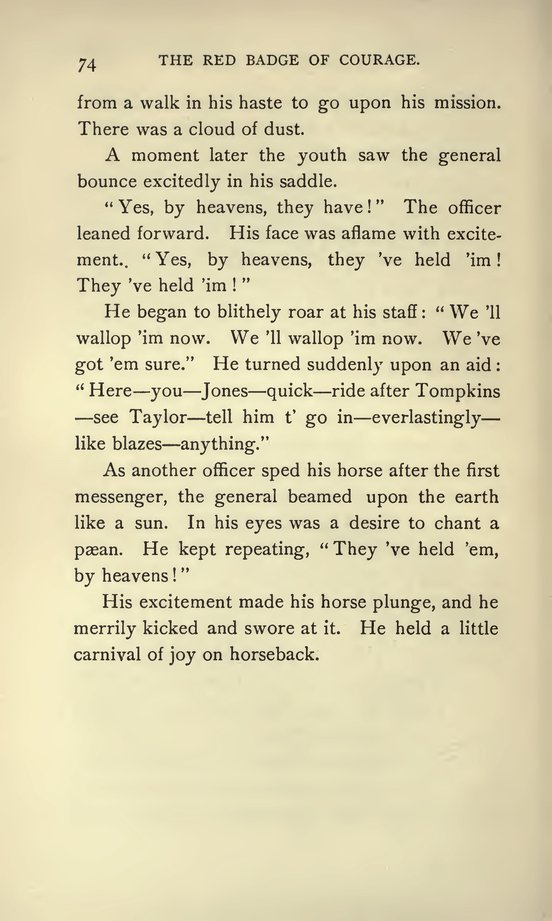 74
THE RED BADGE OF COURAGE.
from a walk in his haste to go upon his mission.
There was a cloud of dust.
A moment later the youth saw the general
bounce excitedly in his saddle.
“ Yes, by heavens, they have ! ” The officer
leaned forward. His face was aflame with excite-
ment.. “ Yes, by heavens, they ’ve held ’im !
They ’ve held ’im ! ”
He began to blithely roar at his staff : “ We ’ll
wallop ’im now. We ’ll wallop ’im now. We ’ve
got ’em sure.” He turned suddenly upon an aid :
“ Here—you—Jones—quick—ride after Tompkins
—see Taylor—tell him t’ go in—everlastingly—
like blazes—anything.”
As another officer sped his horse after the first
messenger, the general beamed upon the earth
like a sun. In his eyes was a desire to chant a
pæan. He kept repeating, “ They ’ve held ’em,
by heavens ! ”
His excitement made his horse plunge, and he
merrily kicked and swore at it. He held a little
carnival of joy on horseback.